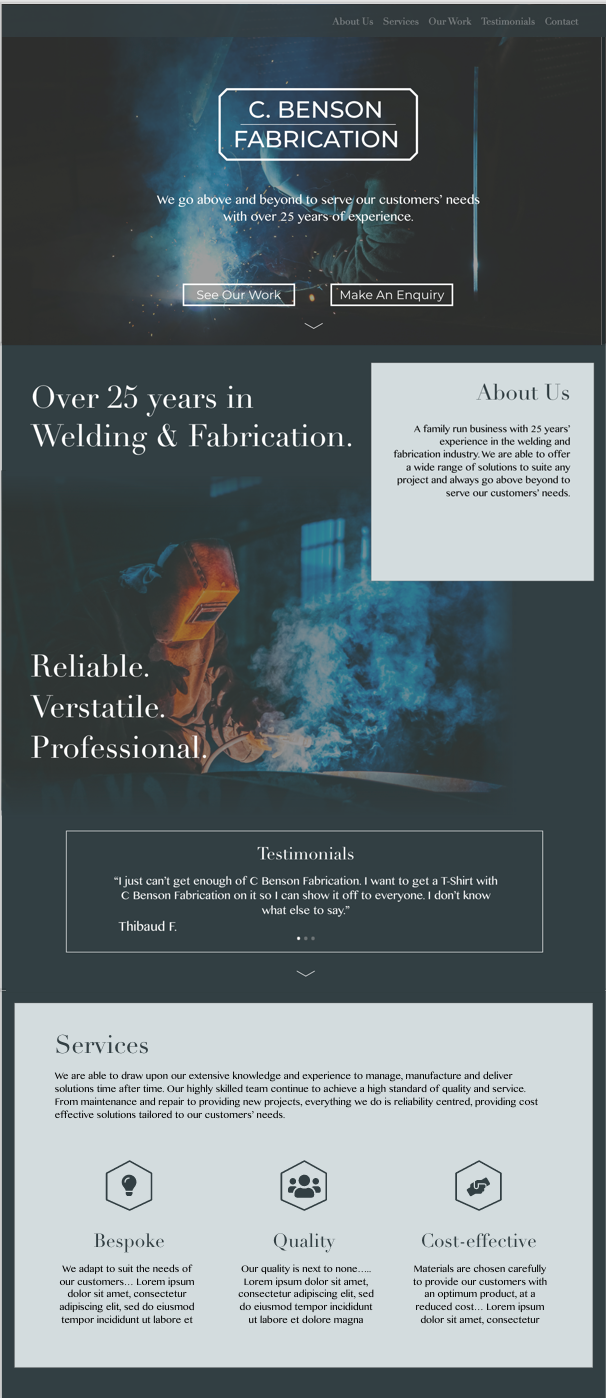 About Us Services Our Work Testimonials Contact
C. BENSON
FABRICATION
We go above and beyond to serve our customers’ needs
with over 25 years of experience.
See Our Work
Make An Enquiry
Over 25 years in
Welding & Fabrication.
About Us
A family run business with 25 years’
experience in the welding and
fabrication industry. We are able to offer
a wide range of solutions to suite any
project and always go above beyond to
serve our customers’ needs.
Reliable.
Verstatile.
Professional.
Testimonials
“I just can’t get enough of C Benson Fabrication. I want to get a T-Shirt with
C Benson Fabrication on it so I can show it off to everyone. I don’t know
what else to say.”
Thibaud F.
Services
We are able to draw upon our extensive knowledge and experience to manage, manufacture and deliver
solutions time after time. Our highly skilled team continue to achieve a high standard of quality and service.
From maintenance and repair to providing new projects, everything we do is reliability centred, providing cost
effective solutions tailored to our customers’ needs.
Bespoke
We adapt to suit the needs of
our customers… Lorem ipsum
dolor sit amet, consectetur
adipiscing elit, sed do eiusmod
tempor incididunt ut labore et
Quality
Our quality is next to none…..
Lorem ipsum dolor sit amet,
consectetur adipiscing elit, sed
do eiusmod tempor incididunt
ut labore et dolore magna
Cost-effective
Materials are chosen carefully
to provide our customers with
an optimum product, at a
reduced cost… Lorem ipsum
dolor sit amet, consectetur